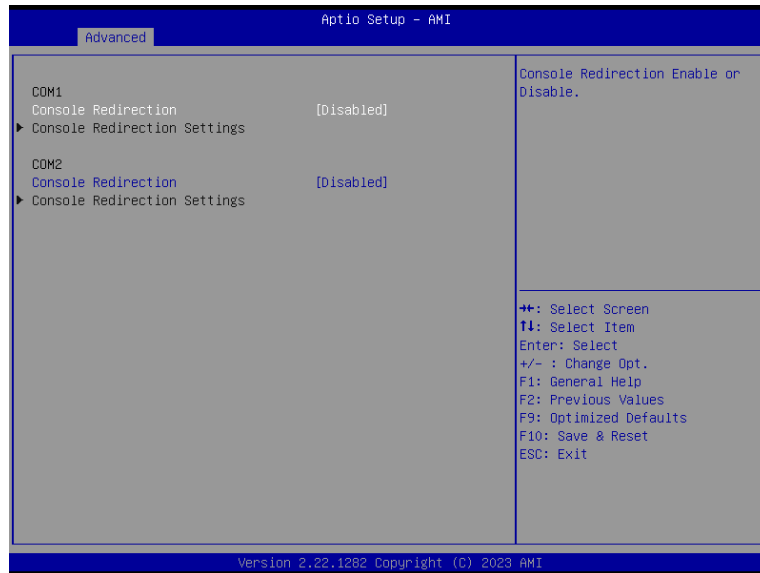 Aptio Setup – AMI
Advanced
COM1
Console Redirection [Disabled]
▶ Console Redirection Settings
COM2
Console Redirection [Disabled]
▶ Console Redirection Settings
Console Redirection Enable or
Disable.
→←: Select Screen
↑↓: Select Item
Enter: Select
+/- : Change Opt.
F1: General Help
F2: Previous Values
F9: Optimized Defaults
F10: Save & Reset
ESC: Exit
Version 2.22.1282 Copyright (C) 2023 AMI